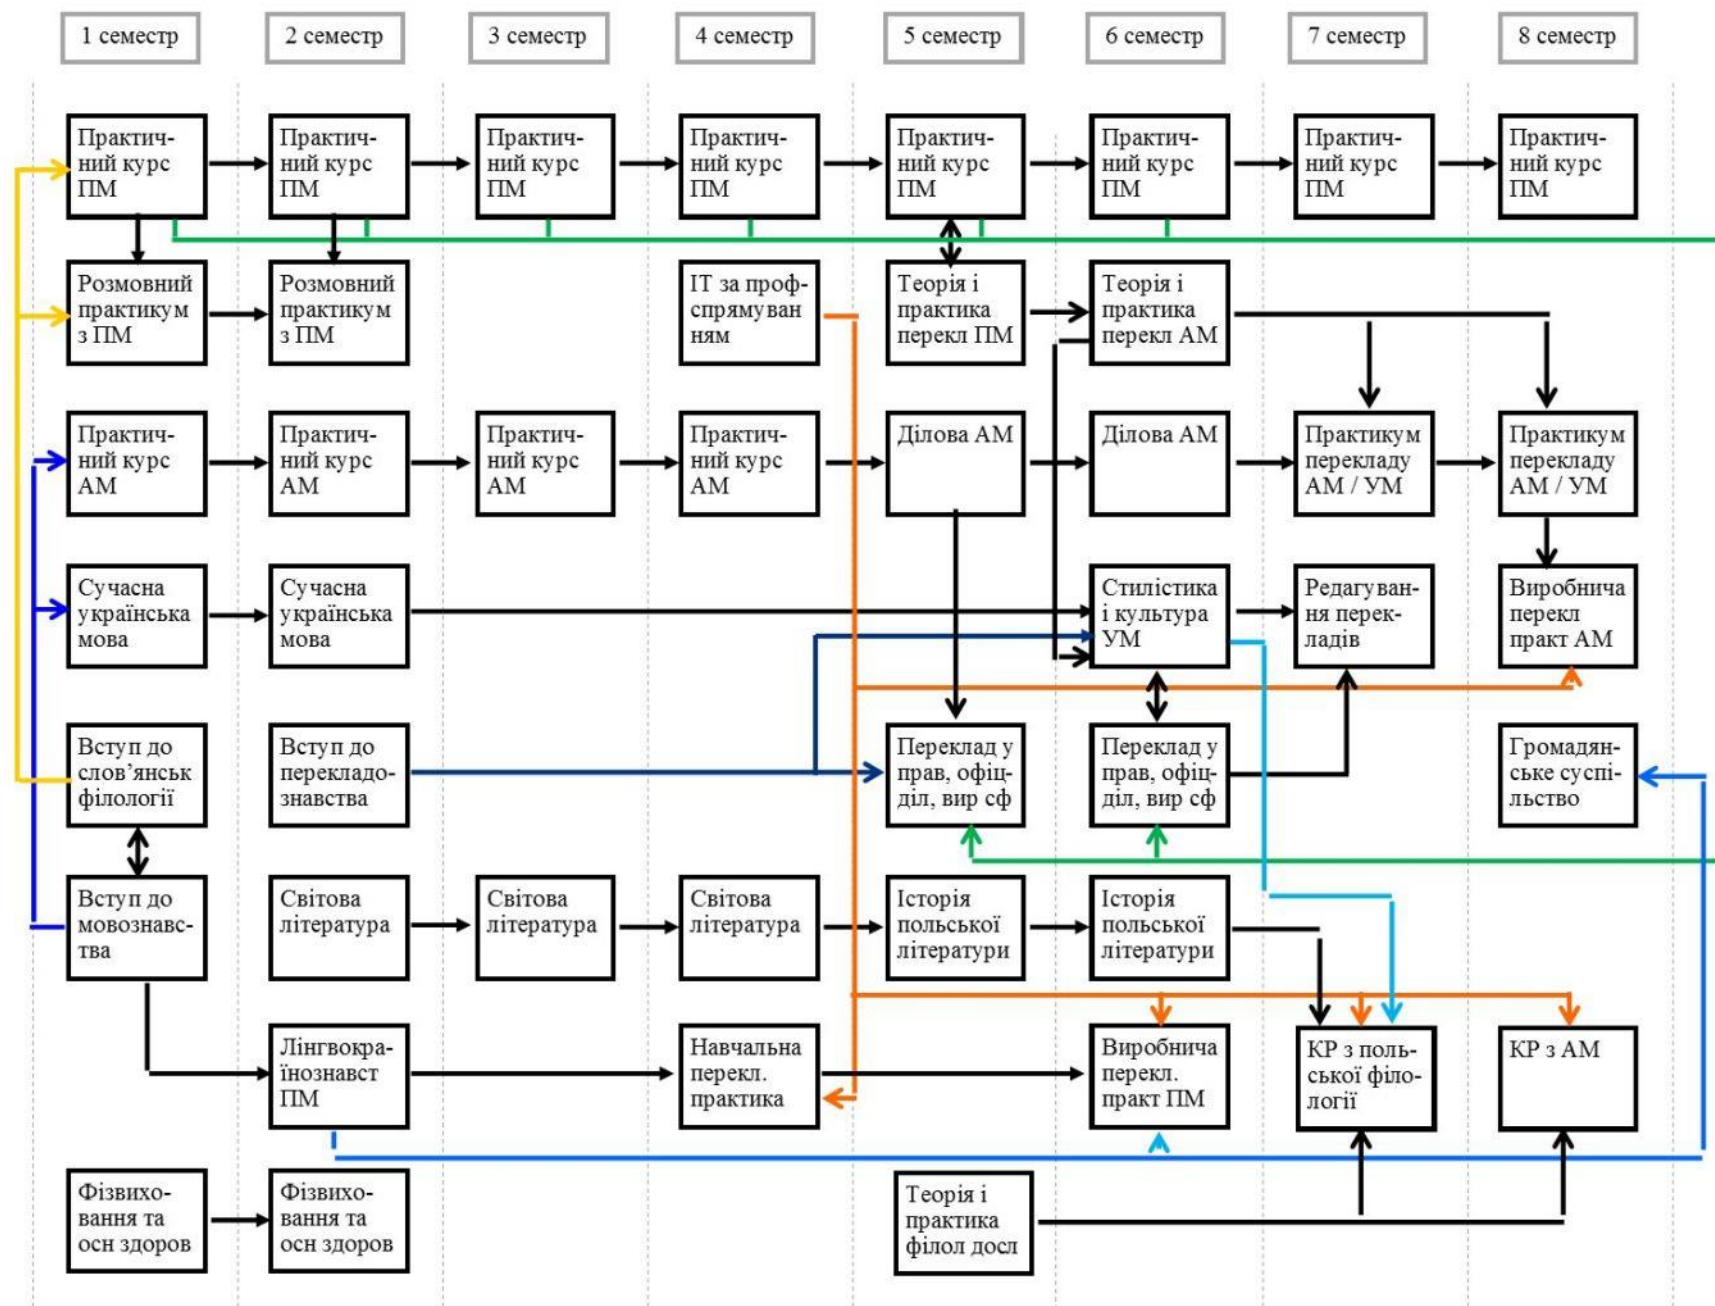 1 семестр
2 семестр
3 семестр
4 семестр
5 семестр
6 семестр
7 семестр
8 семестр
Практич-
ний курс
ПМ
Практич-
ний курс
ПМ
Практич-
ний курс
ПМ
Практич-
ний курс
ПМ
Практич-
ний курс
ПМ
Практич-
ний курс
ПМ
Практич-
ний курс
ПМ
Практич-
ний курс
ПМ
Розмовний
практикум
з ПМ
Розмовний
практикум
з ПМ
ІТ за проф-
спрямуван
ням
Теорія і
практика
перекл ПМ
Теорія і
практика
перекл АМ
Практич-
ний курс
АМ
Практич-
ний курс
АМ
Практич-
ний курс
АМ
Практич-
ний курс
АМ
Ділова АМ
Ділова АМ
Практикум
перекладу
АМ / УМ
Практикум
перекладу
АМ / УМ
Сучасна
українська
мова
Сучасна
українська
мова
Стилістика
і культура
УМ
Редагуван-
ня перек-
ладів
Виробнича
перекл
практ АМ
Вступ до
слов’янськ
філології
Вступ до
перекладо-
знавства
Переклад у
прав, офіц-
діл, вир сф
Переклад у
прав, офіц-
діл, вир сф
Громадян-
ське суспі-
льство
Вступ до
мовознавс-
тва
Світова
література
Світова
література
Світова
література
Історія
польської
літератури
Історія
польської
літератури
Лінгвокра-
їнознавст
ПМ
Навчальна
перекл.
практика
Виробнича
перекл.
практ ПМ
КР з поль-
ської філо-
логії
КР з АМ
Фізвихо-
вання та
осн здоров
Фізвихо-
вання та
осн здоров
Теорія і
практика
філол досл